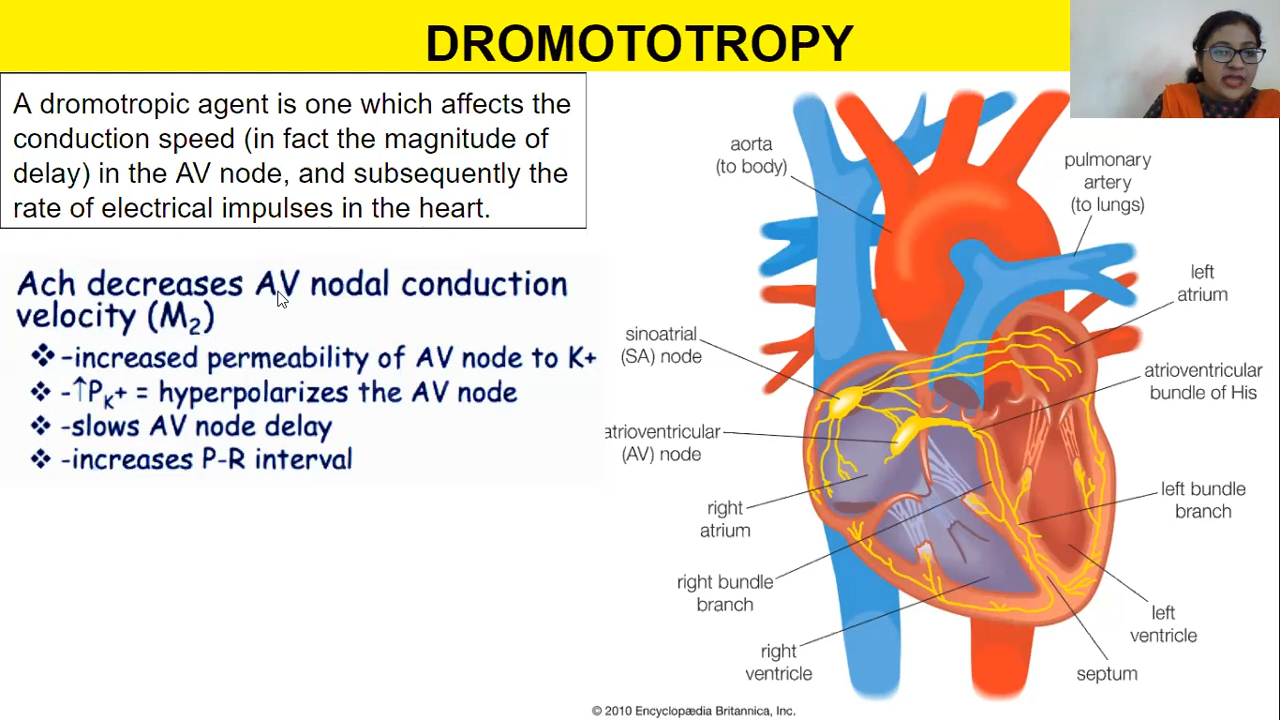 DROMOTOTROPY
A dromotropic agent is one which affects the
conduction speed (in fact the magnitude of
delay) in the AV node, and subsequently the
rate of electrical impulses in the heart.
Ach decreases AV nodal conduction
velocity (M2)
❖ -increased permeability of AV node to K+
❖ -↑PK+ = hyperpolarizes the AV node
❖ -slows AV node delay
❖ -increases P-R interval
aorta
(to body)
pulmonary
artery
(to lungs)
left
atrium
sinoatrial
(SA) node
atrioventricular
bundle of His
atrioventricular
(AV) node
left bundle
branch
right
atrium
right bundle
branch
left
ventricle
right
ventricle
septum
© 2010 Encyclopædia Britannica, Inc.